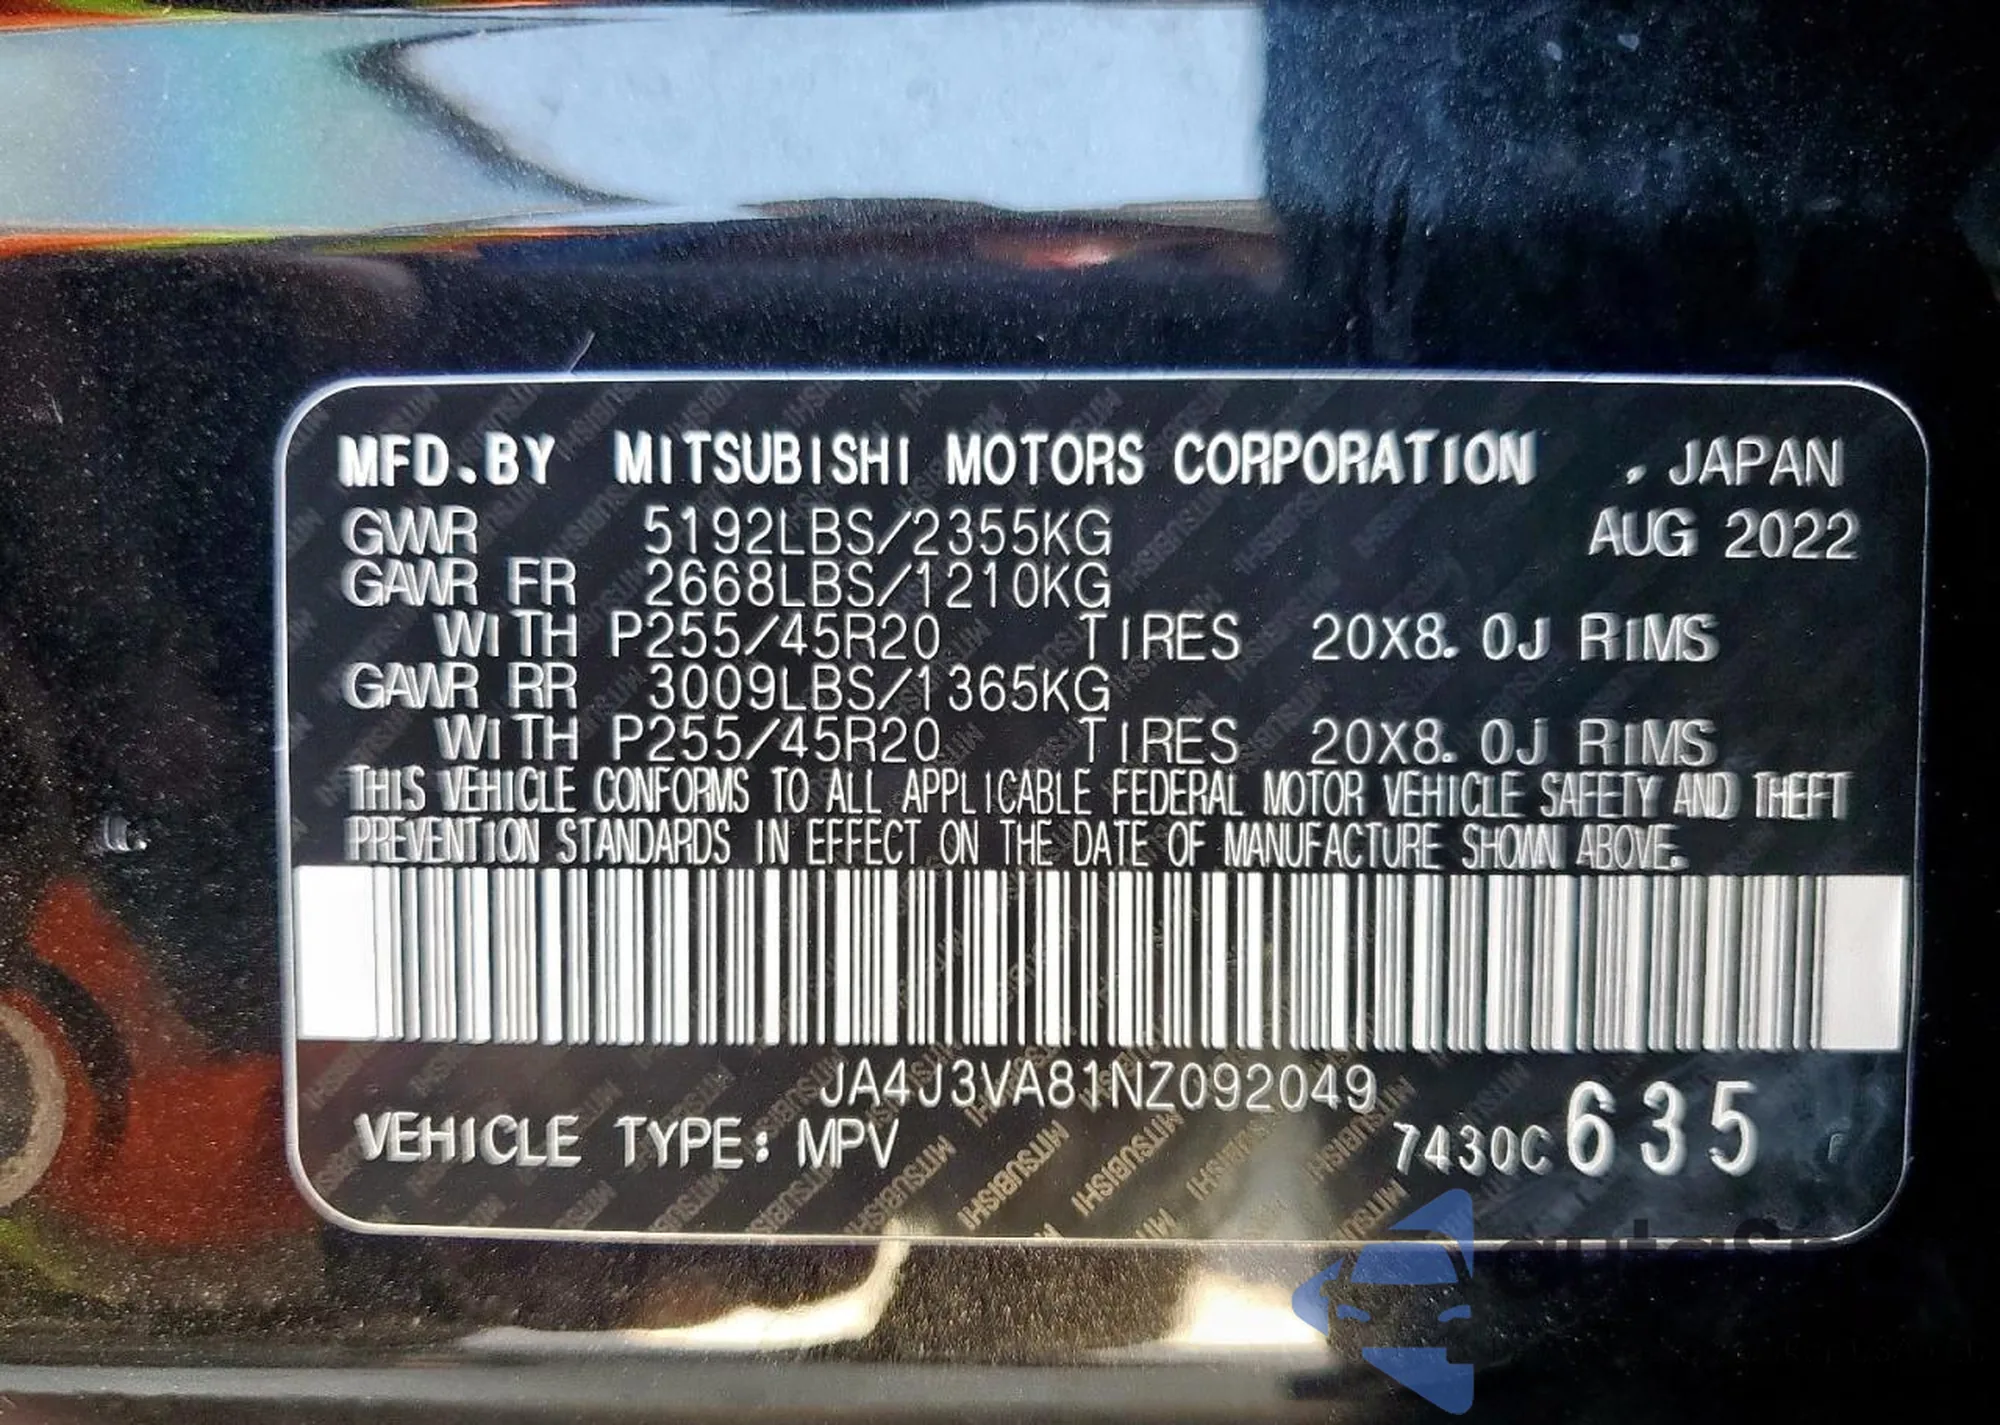 MFD.BY MITSUBISHI MOTORS CORPORATION , JAPAN
GVWR 5192LBS/2355KG AUG 2022
GAWR FR 2668LBS/1210KG
WITH P255/45R20 TIRES 20X8.0J RIMS
GAWR RR 3009LBS/1365KG
WITH P255/45R20 TIRES 20X8.0J RIMS
THIS VEHICLE CONFORMS TO ALL APPLICABLE FEDERAL MOTOR VEHICLE SAFETY AND THEFT
PREVENTION STANDARDS IN EFFECT ON THE DATE OF MANUFACTURE SHOWN ABOVE.
JA4J3VA81NZ092049
VEHICLE TYPE: MPV 7430C 635